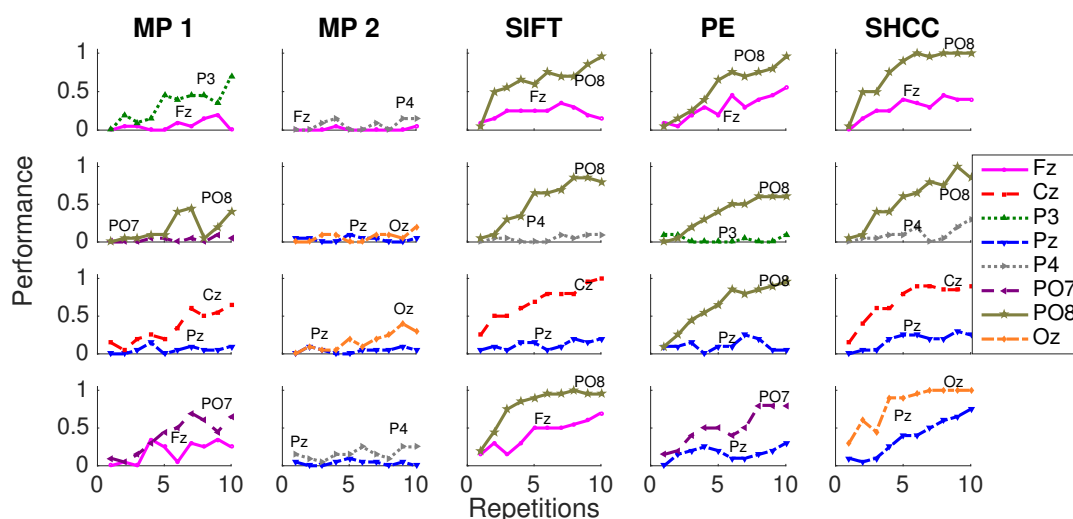 MP 1 MP 2 SIFT PE SHCC
1 0.5 0
P3 Fz
Fz P4
Fz PO8
Fz PO8
PO8
Fz
1 0.5 0
PO7 PO8
Pz Oz
P4 PO8
P3 PO8
P4 PO8
1 0.5 0
Cz Pz
Pz Oz
Cz Pz
PO8 Pz
Cz Pz
1 0.5 0
Fz PO7
Pz P4
Fz PO8
Pz PO7
Pz Oz
0 5 10 0 5 10 0 5 10 0 5 10 0 5 10
Performance
Repetitions
Fz
Cz
P3
Pz
P4
PO7
PO8
Oz